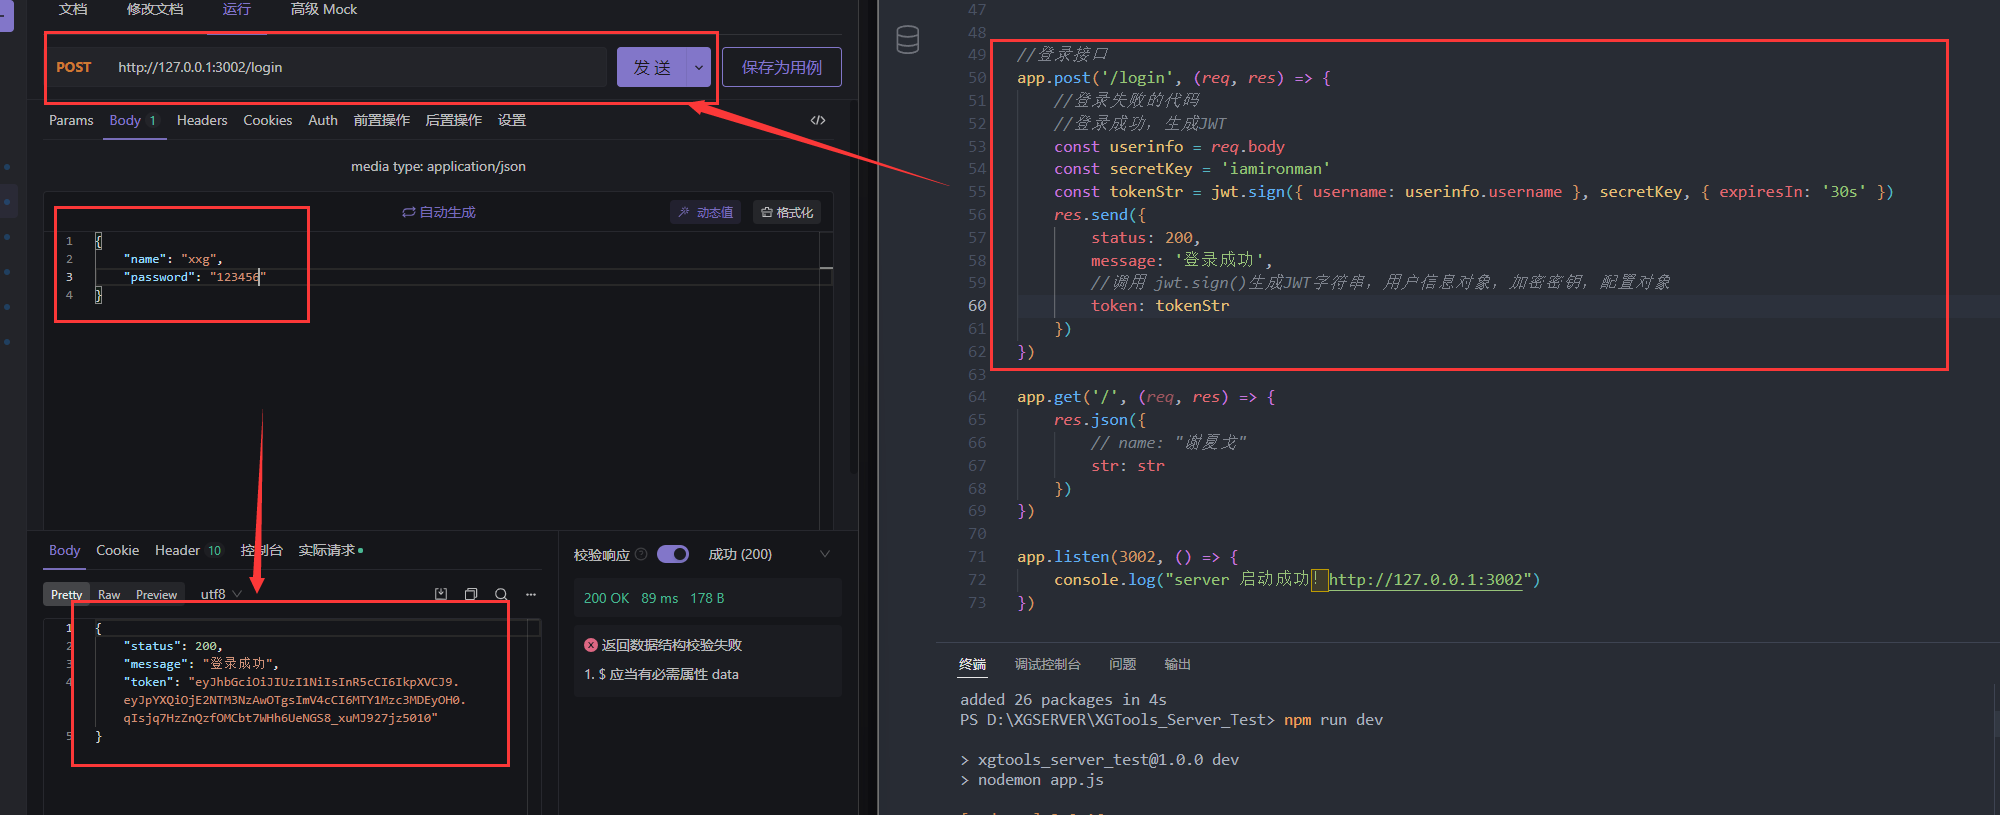 文档 修改文档 运行 高级 Mock
POST http://127.0.0.1:3002/login 发 送 保存为用例
Params Body 1 Headers Cookies Auth 前置操作 后置操作 设置 </>
media type: application/json
自动生成 动态值 格式化
1 {
2 "name": "xxg",
3 "password": "123456"
4 }
Body Cookie Header 10 控制台 实际请求
Pretty Raw Preview utf8
1 {
2 "status": 200,
3 "message": "登录成功",
4 "token": "eyJhbGciOiJIUzI1NiIsInR5cCI6IkpXVCJ9.
eyJpYXQiOjE2NTM3NzAwOTgsImV4cCI6MTY1Mzc3MDEyOH0.
qIsjq7HzZnQzfOMCbt7WHh6UeNGS8_xuMJ927jz5010"
5 }
校验响应 成功 (200)
200 OK 89 ms 178 B
返回数据结构校验失败
1. $ 应当有必需属性 data
47
48
49 //登录接口
50 app.post('/login', (req, res) => {
51 //登录失败的代码
52 //登录成功，生成JWT
53 const userinfo = req.body
54 const secretKey = 'iamironman'
55 const tokenStr = jwt.sign({ username: userinfo.username }, secretKey, { expiresIn: '30s' })
56 res.send({
57 status: 200,
58 message: '登录成功',
59 //调用 jwt.sign()生成JWT字符串，用户信息对象，加密密钥，配置对象
60 token: tokenStr
61 })
62 })
63
64 app.get('/', (req, res) => {
65 res.json({
66 // name: "谢夏戈"
67 str: str
68 })
69 })
70
71 app.listen(3002, () => {
72 console.log("server 启动成功！http://127.0.0.1:3002")
73 })
终端 调试控制台 问题 输出
added 26 packages in 4s
PS D:\XGSERVER\XGTools_Server_Test> npm run dev
> xgtools_server_test@1.0.0 dev
> nodemon app.js